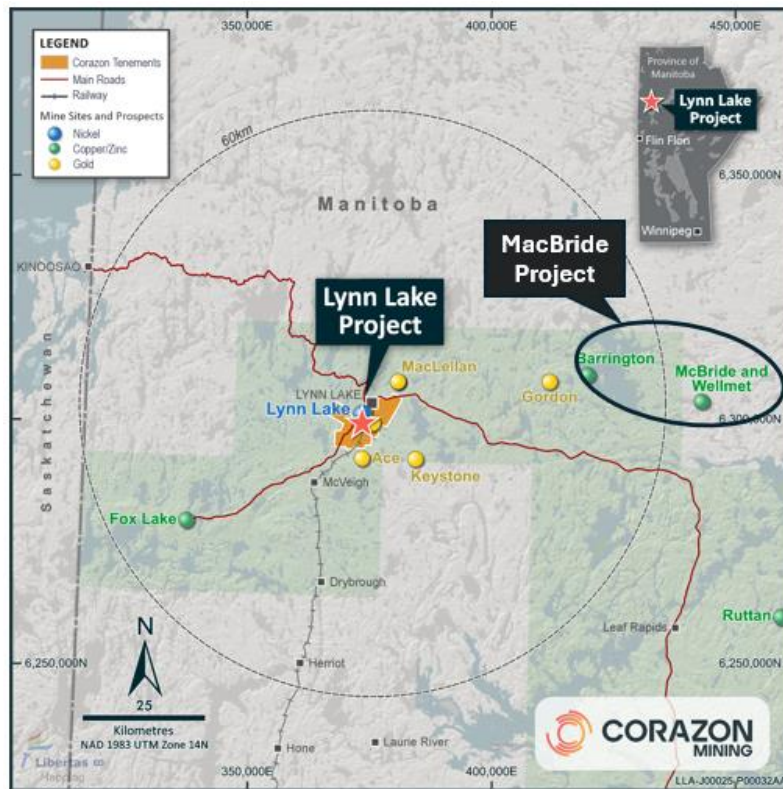 350,000E
400,000E
450,000E
LEGEND
Corazon Tenements
Main Roads
Railway
Mine Sites and Prospects
Nickel
Copper/Zinc
Gold
Province of
Manitoba
Lynn Lake
Project
Flin Flon
Winnipeg
60km
6,350,000N
Manitoba
MacBride
Project
KINOOSAO
Lynn Lake
Project
Saskatchewan
Barrington
MacLellan
McBride and
Wellmet
LYNN LAKE
Gordon
Lynn Lake
6,300,000N
Ace
Keystone
McVeigh
Fox Lake
Drybrough
Ruttan
Leaf Rapids
N
6,250,000N
Herriot
6,250,000N
25
Kilometres
NAD 1983 UTM Zone 14N
Hone
Laurie River
CORAZON
MINING
Libertas
Mapping
350,000E
400,000E
LLA-J00025-P00032AA